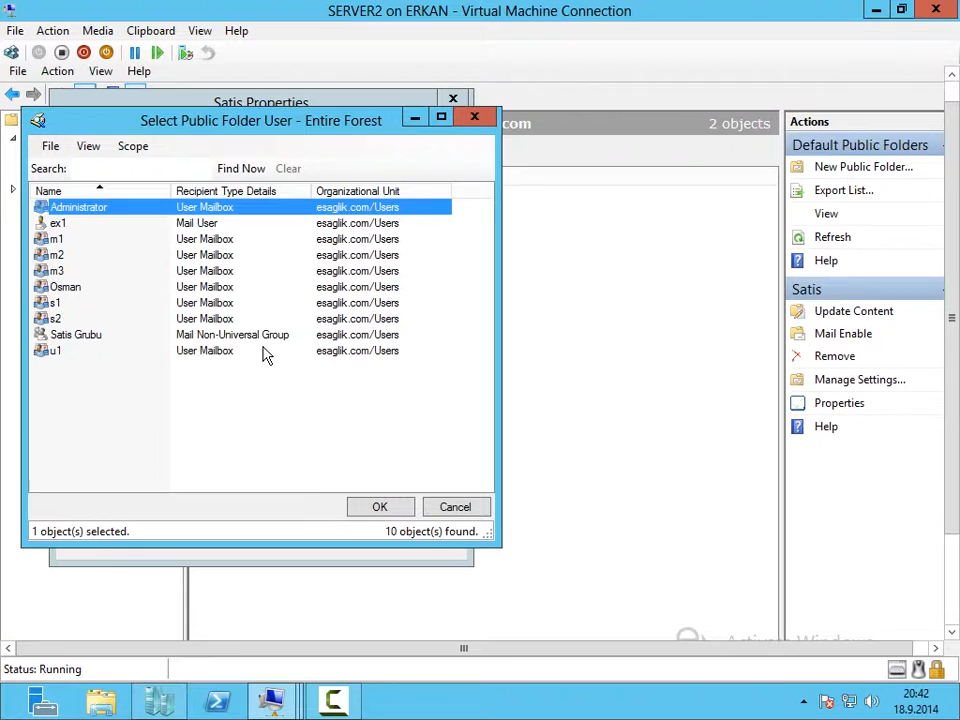 SERVER2 on ERKAN - Virtual Machine Connection
File Action Media Clipboard View Help
File Action View Help
Satis Properties
Select Public Folder User - Entire Forest
com 2 objects
File View Scope
Search: Find Now Clear
Name Recipient Type Details Organizational Unit
Administrator User Mailbox esaglik.com/Users
ex1 Mail User esaglik.com/Users
m1 User Mailbox esaglik.com/Users
m2 User Mailbox esaglik.com/Users
m3 User Mailbox esaglik.com/Users
Osman User Mailbox esaglik.com/Users
s1 User Mailbox esaglik.com/Users
s2 User Mailbox esaglik.com/Users
Satis Grubu Mail Non-Universal Group esaglik.com/Users
u1 User Mailbox esaglik.com/Users
OK Cancel
1 object(s) selected. 10 object(s) found.
Actions
Default Public Folders
New Public Folder...
Export List...
View
Refresh
Help
Satis
Update Content
Mail Enable
Remove
Manage Settings...
Properties
Help
Status: Running
20:42
18.9.2014